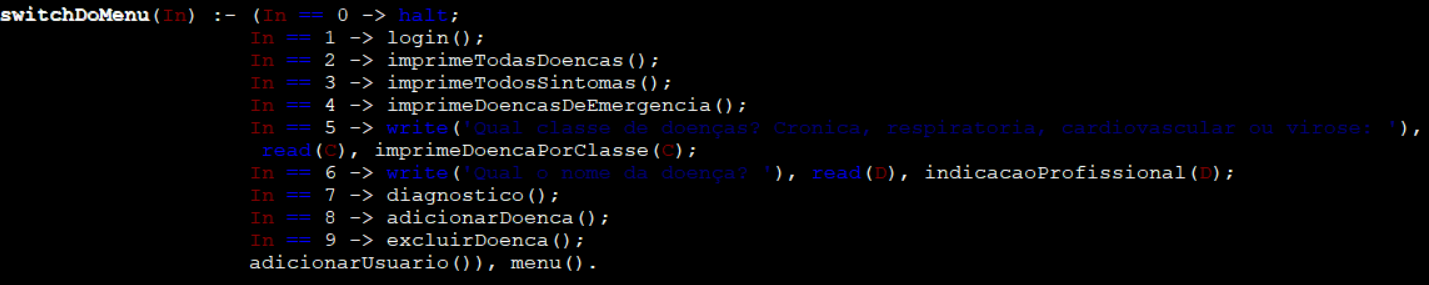 switchDoMenu(In) :- (In == 0 -> halt;
In == 1 -> login();
In == 2 -> imprimeTodasDoencas();
In == 3 -> imprimeTodosSintomas();
In == 4 -> imprimeDoencasDeEmergencia();
In == 5 -> write('Qual classe de doenças? Cronica, respiratoria, cardiovascular ou virose: '),
read(C), imprimeDoencaPorClasse(C);
In == 6 -> write('Qual o nome da doença? '), read(D), indicacaoProfissional(D);
In == 7 -> diagnostico();
In == 8 -> adicionarDoenca();
In == 9 -> excluirDoenca();
adicionarUsuario()), menu().